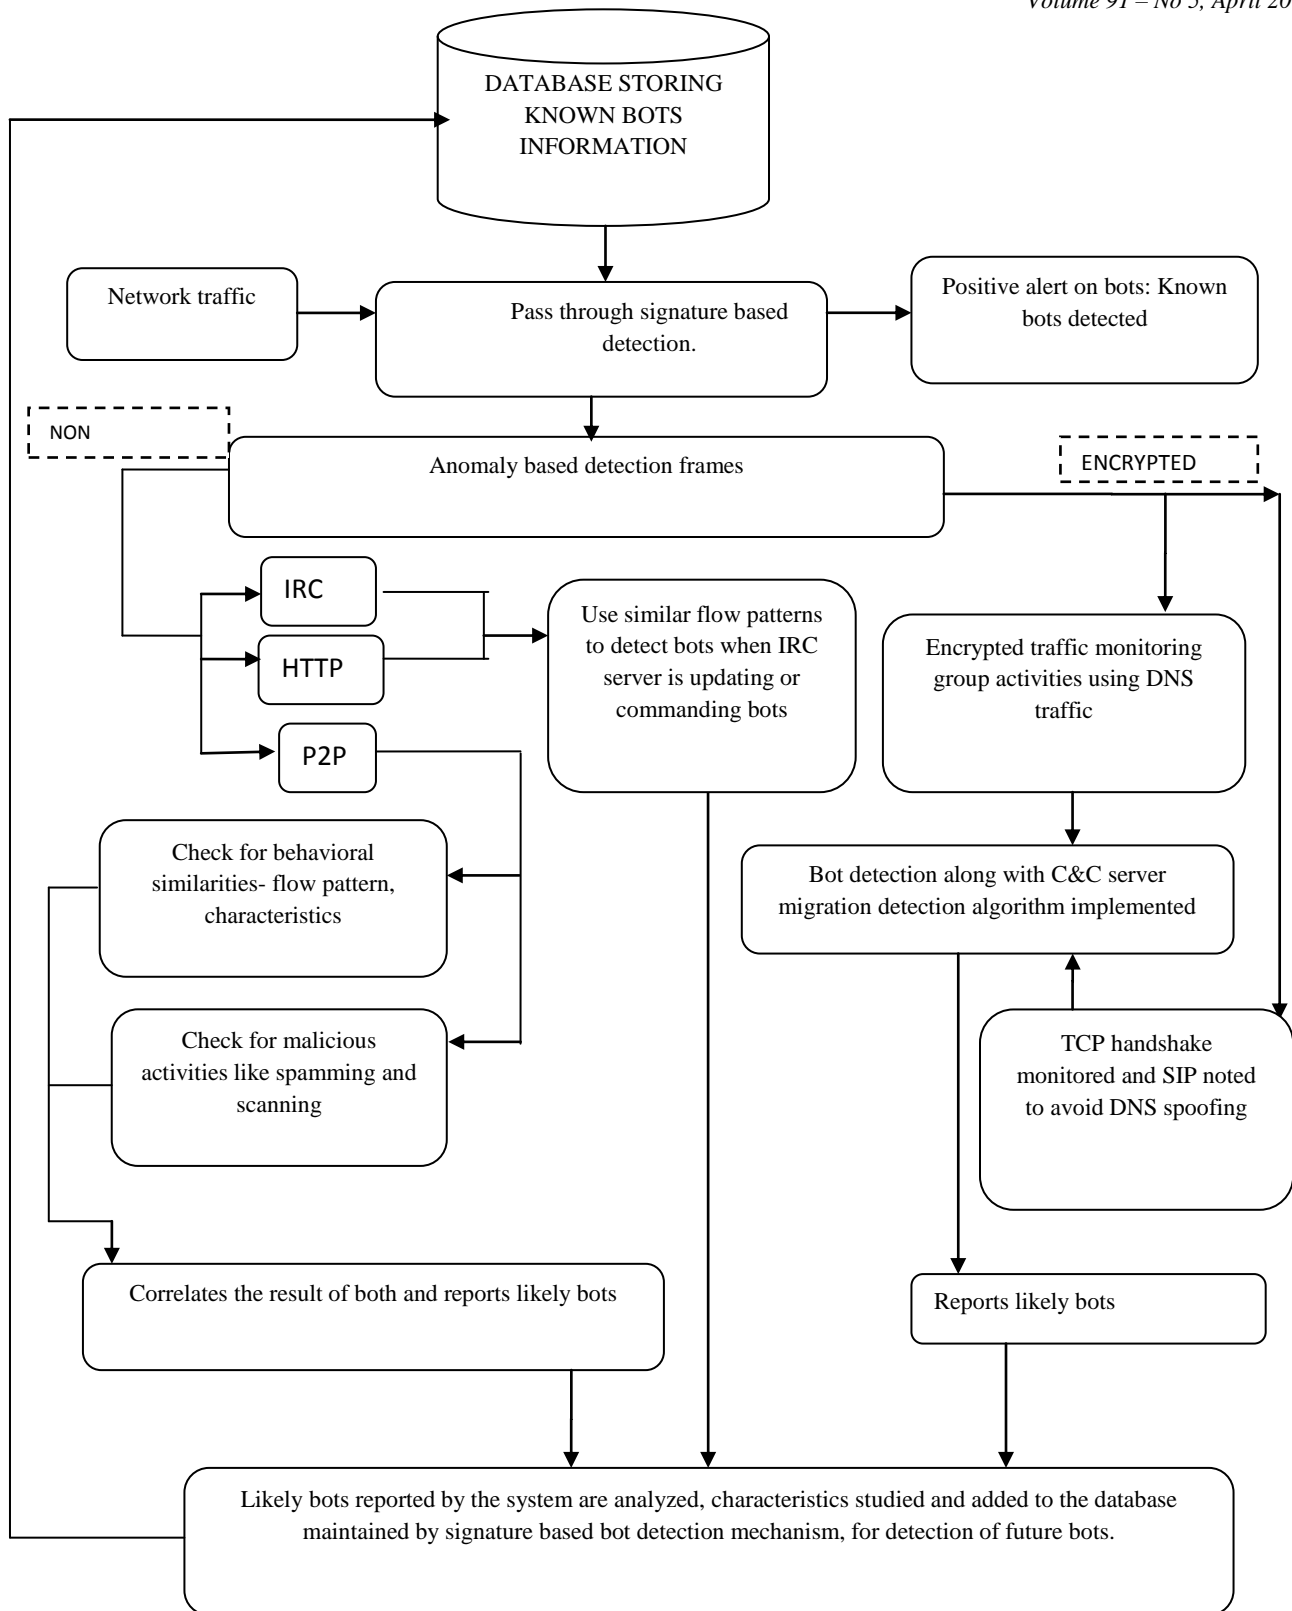 Volume 91 – No 5, April 20
DATABASE STORING
KNOWN BOTS
INFORMATION
Network traffic
Pass through signature based
detection.
Positive alert on bots: Known
bots detected
NON
Anomaly based detection frames
ENCRYPTED
IRC
HTTP
P2P
Use similar flow patterns
to detect bots when IRC
server is updating or
commanding bots
Encrypted traffic monitoring
group activities using DNS
traffic
Check for behavioral
similarities- flow pattern,
characteristics
Bot detection along with C&C server
migration detection algorithm implemented
Check for malicious
activities like spamming and
scanning
TCP handshake
monitored and SIP noted
to avoid DNS spoofing
Correlates the result of both and reports likely bots
Reports likely bots
Likely bots reported by the system are analyzed, characteristics studied and added to the database
maintained by signature based bot detection mechanism, for detection of future bots.